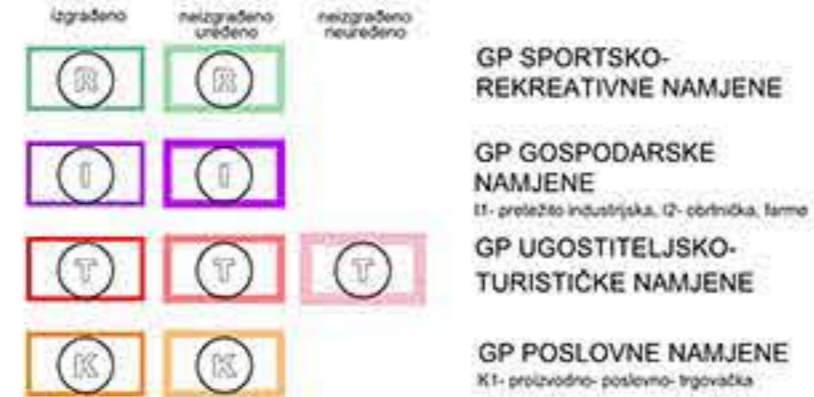 izgrađeno neizgrađeno neizgrađeno
uređeno neuređeno
R R GP SPORTSKO-
REKREATIVNE NAMJENE
I I GP GOSPODARSKE
NAMJENE
I1- pretežito industrijska, I2- obrtnička, farme
T T T GP UGOSTITELJSKO-
TURISTIČKE NAMJENE
K K GP POSLOVNE NAMJENE
K1- proizvodno- poslovno- trgovačka